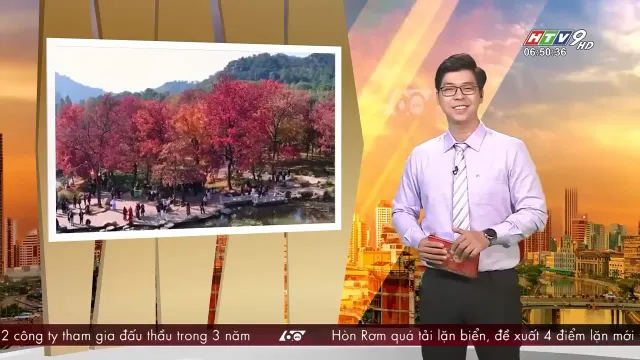 HTV9 HD
06:50:36
2 công ty tham gia đấu thầu trong 3 năm 60 Hòn Rơm quá tải lặn biển, đề xuất 4 điểm lặn mới